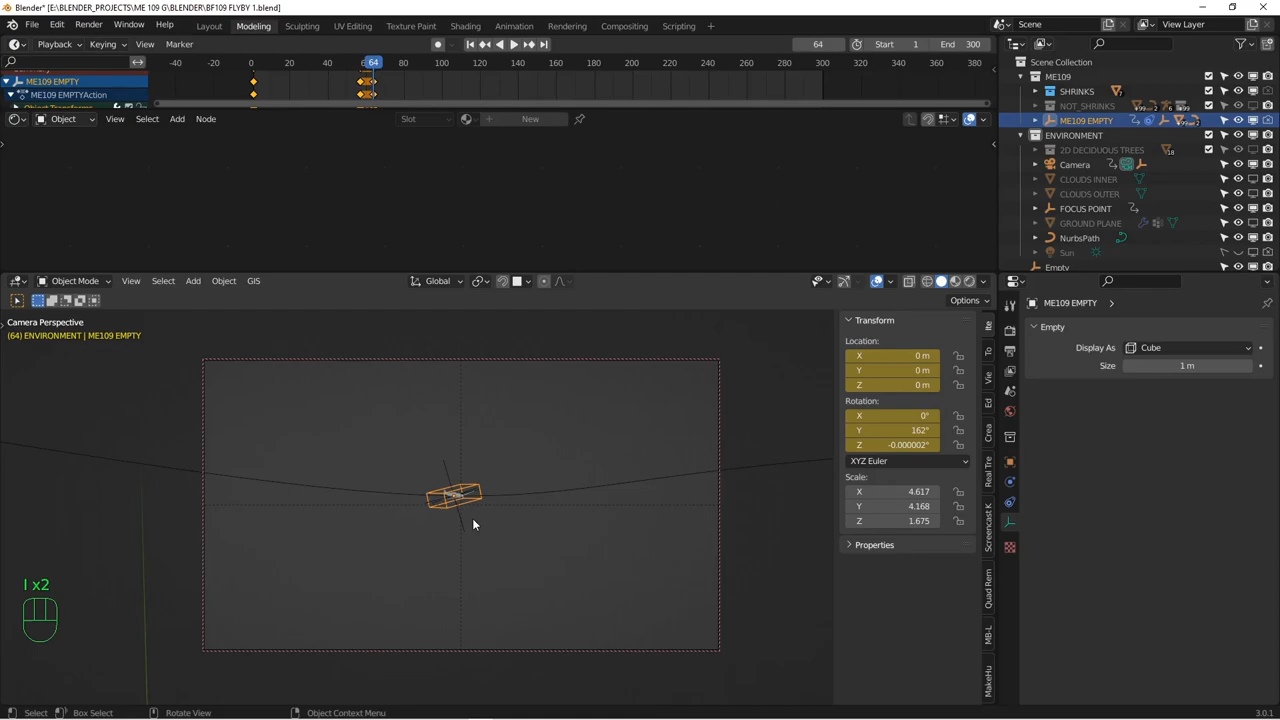 Blender* [E:\BLENDER_PROJECTS\ME 109 G\BLENDER\BF109 FLYBY 1.blend]
File Edit Render Window Help Layout Modeling Sculpting UV Editing Texture Paint Shading Animation Rendering Compositing Scripting Scene View Layer
Playback Keying View Marker 64 Start 1 End 300
-40 -20 0 20 40 64 80 100 120 140 160 180 200 220 240 260 280 300 320 340 360 380
Scene Collection
ME109
ME109 EMPTY
SHRINKS
ME109 EMPTYAction
NOT_SHRINKS
Object Transforms
Object View Select Add Node Slot New
ME109 EMPTY
ENVIRONMENT
2D DECIDUOUS TREES
Camera
CLOUDS INNER
CLOUDS OUTER
FOCUS POINT
GROUND PLANE
NurbsPath
Sun
Empty
Object Mode View Select Add Object GIS Global
Options
Camera Perspective
(64) ENVIRONMENT | ME109 EMPTY
Transform
Location:
X 0 m
Y 0 m
Z 0 m
Rotation:
X 0°
Y 162°
Z -0.000002°
XYZ Euler
Scale:
X 4.617
Y 4.168
Z 1.675
Properties
Ite
To
Vie
Ed
Crea
Real Tre
Screencast K
Quad Rem
MB-L
MakeHu
ME109 EMPTY
Empty
Display As Cube
Size 1 m
I x2
Select Box Select Rotate View Object Context Menu 3.0.1